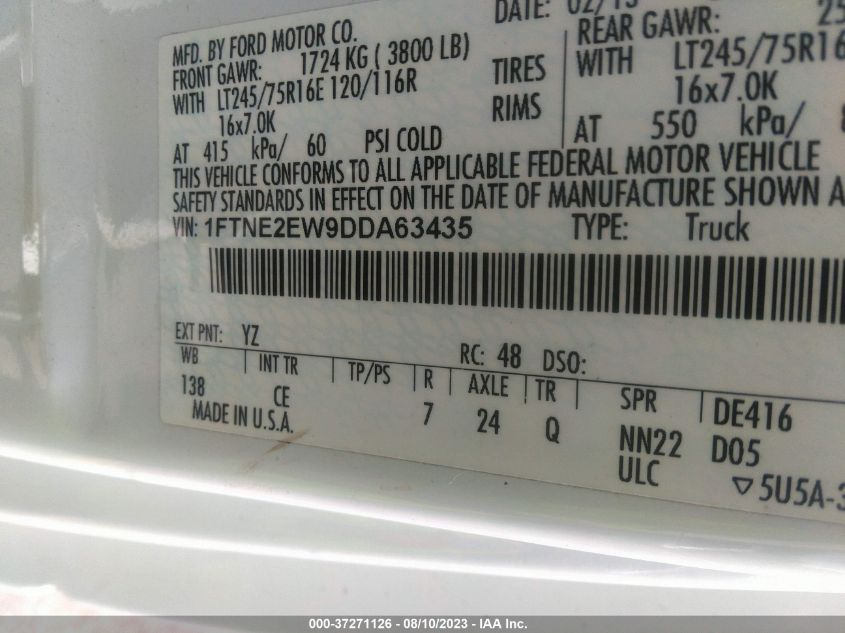 DATE: 02/13
MFD. BY FORD MOTOR CO.
FRONT GAWR: 1724 KG ( 3800 LB)
REAR GAWR: 25
WITH LT245/75R16E 120/116R TIRES WITH LT245/75R16
16x7.0K RIMS 16x7.0K
AT 415 kPa/ 60 PSI COLD AT 550 kPa/ 8
THIS VEHICLE CONFORMS TO ALL APPLICABLE FEDERAL MOTOR VEHICLE
SAFETY STANDARDS IN EFFECT ON THE DATE OF MANUFACTURE SHOWN A
VIN: 1FTNE2EW9DDA63435 TYPE: Truck
EXT PNT: YZ RC: 48 DSO:
WB INT TR TP/PS R AXLE TR SPR DE416
138 CE 7 24 Q NN22 D05
MADE IN U.S.A. ULC ▽5U5A-3
000-37271126 - 08/10/2023 - IAA Inc.